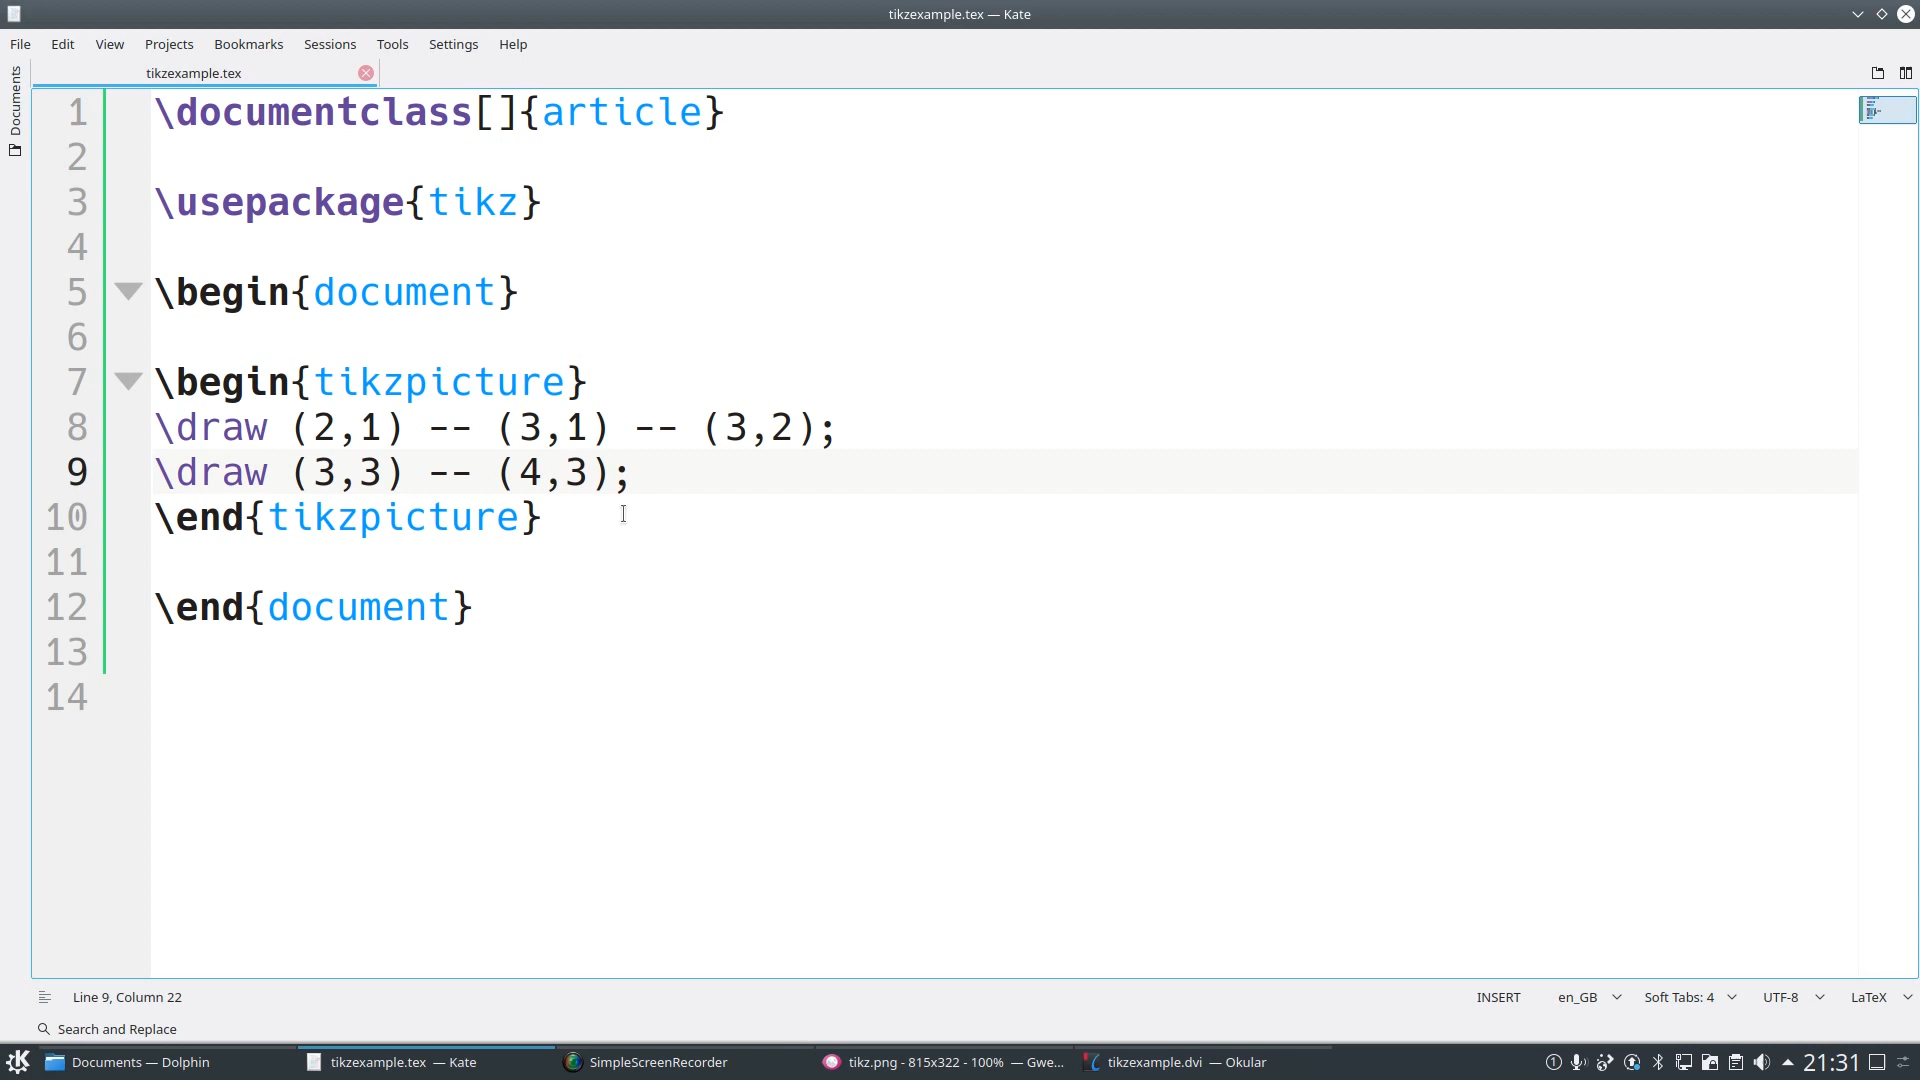 tikzexample.tex — Kate
File Edit View Projects Bookmarks Sessions Tools Settings Help
Documents
tikzexample.tex
1 \documentclass[]{article}
2
3 \usepackage{tikz}
4
5 \begin{document}
6
7 \begin{tikzpicture}
8 \draw (2,1) -- (3,1) -- (3,2);
9 \draw (3,3) -- (4,3);
10 \end{tikzpicture}
11
12 \end{document}
13
14
Line 9, Column 22 INSERT en_GB Soft Tabs: 4 UTF-8 LaTeX
Search and Replace
Documents — Dolphin tikzexample.tex — Kate SimpleScreenRecorder tikz.png - 815x322 - 100% — Gwe... tikzexample.dvi — Okular 1 21:31